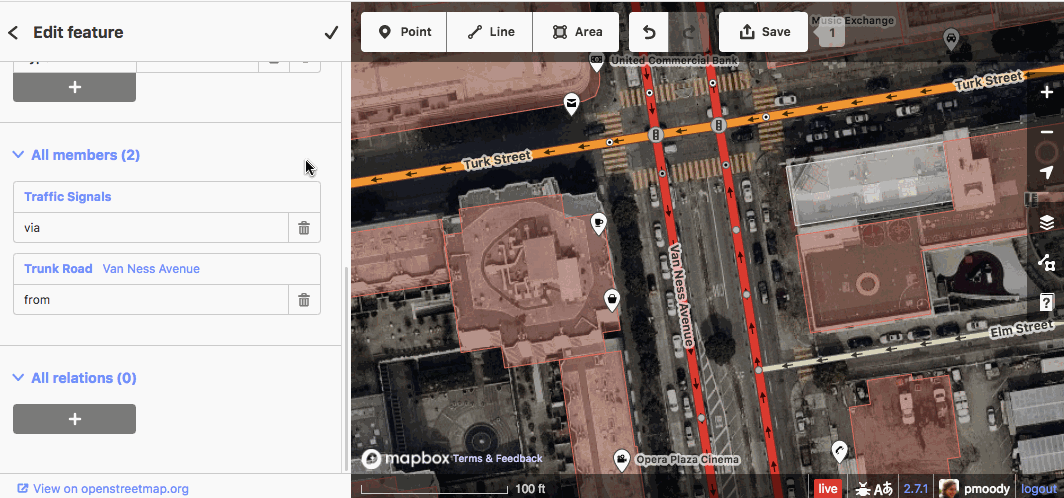 Edit feature
Point
Line
Area
Save
1
Music Exchange
United Commercial Bank
Turk Street
Turk Street
All members (2)
Traffic Signals
via
Trunk Road Van Ness Avenue
from
Van Ness Avenue
Elm Street
All relations (0)
mapbox Terms & Feedback
Opera Plaza Cinema
View on openstreetmap.org
100 ft
live
Aあ
2.7.1
pmoody
logout